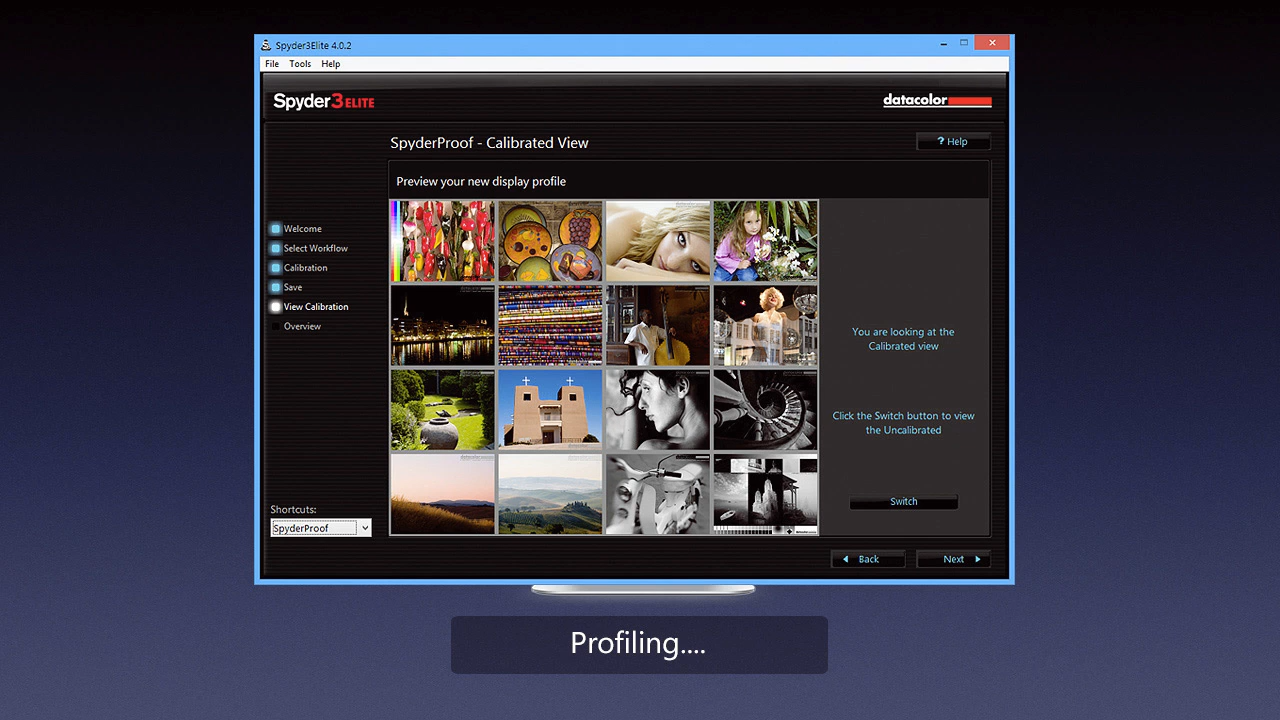 Spyder3Elite 4.0.2
File Tools Help
Spyder3ELITE
datacolor
SpyderProof - Calibrated View
? Help
Preview your new display profile
Welcome
Select Workflow
Calibration
Save
View Calibration
Overview
You are looking at the
Calibrated view
Click the Switch button to view
the Uncalibrated
Switch
Shortcuts:
SpyderProof
Back
Next
Profiling....